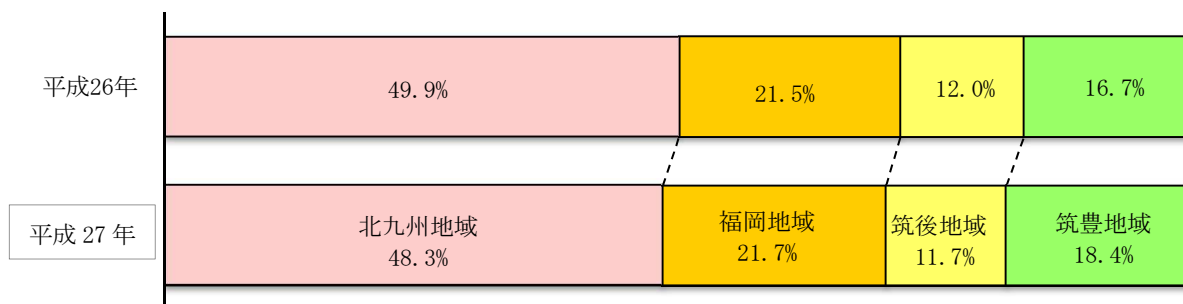 平成26年
49.9%
21.5%
12.0%
16.7%
平成 27 年
北九州地域
48.3%
福岡地域
21.7%
筑後地域
11.7%
筑豊地域
18.4%